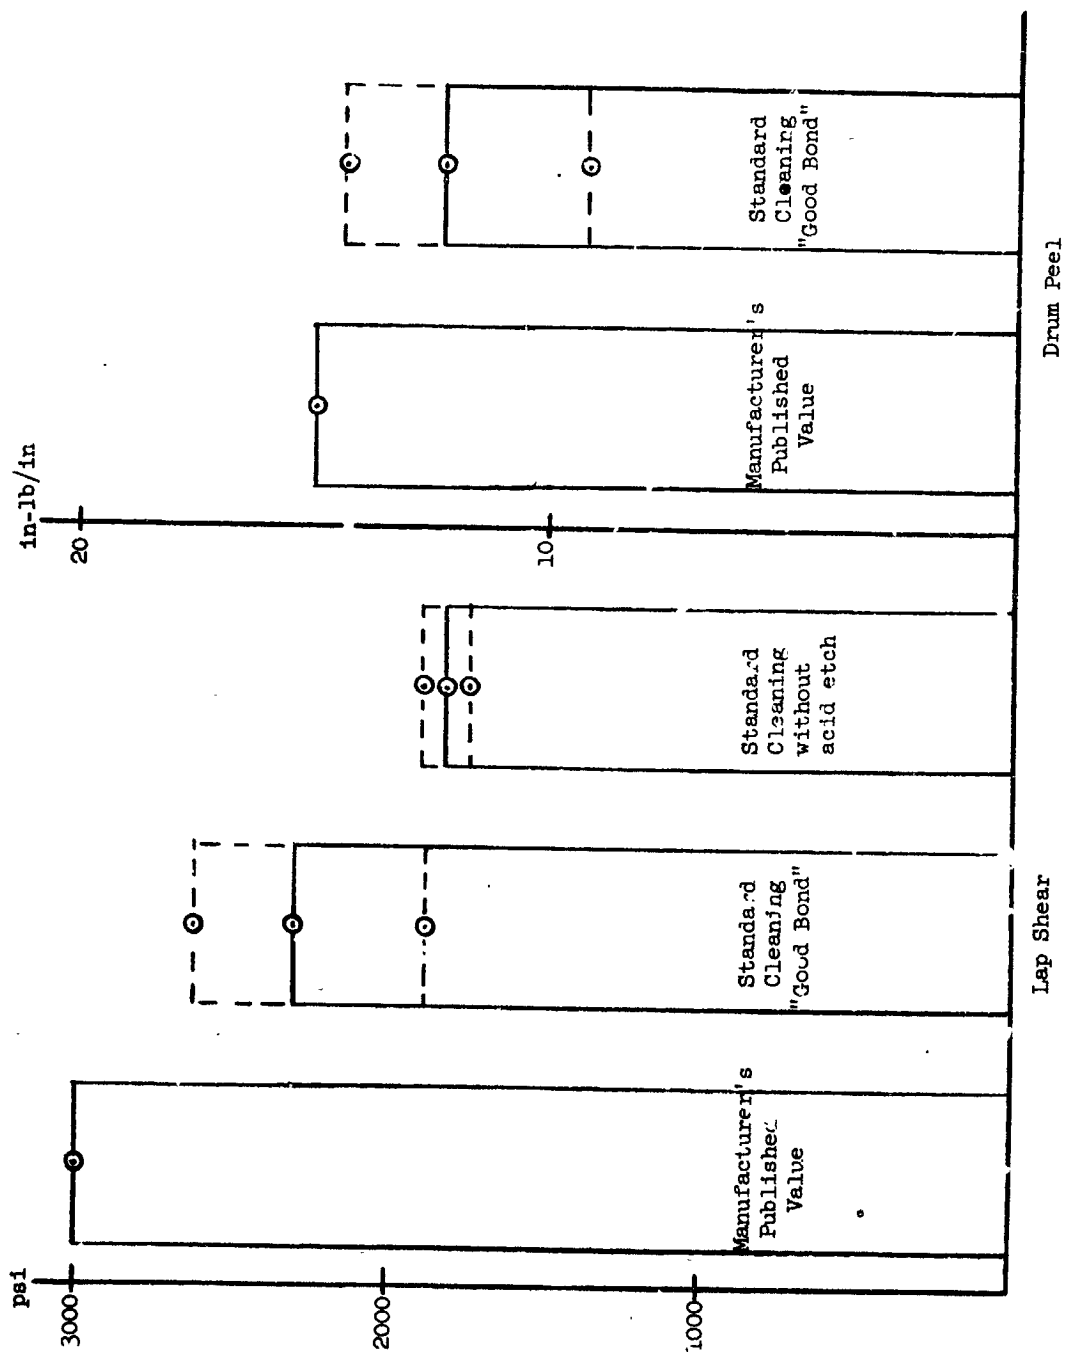 psi
3000
2000
1000
Manufacturer's
Published
Value
Standard
Cleaning
"Good Bond"
Standard
Cleaning
without
acid etch
Lap Shear
in-lb/in
20
10
Manufacturer's
Published
Value
Standard
Cleaning
"Good Bond"
Drum Peel